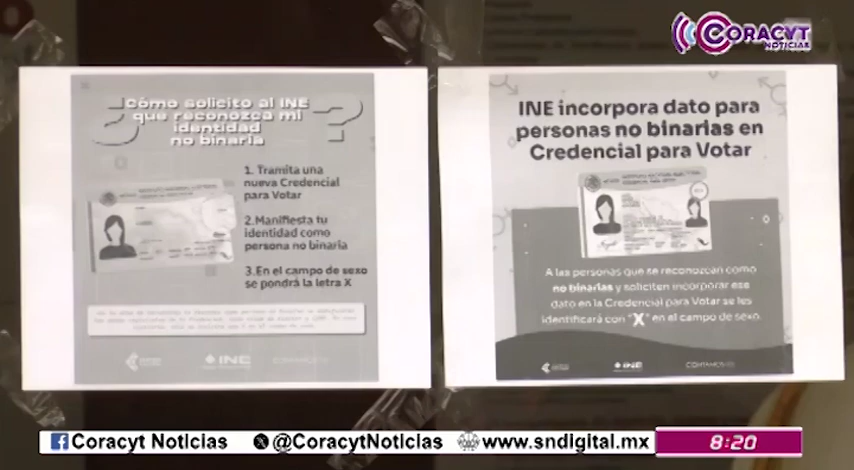 CORACYT
NOTICIAS
¿Cómo solicito al INE
que reconozca mi
identidad
no binaria?
1. Tramita una
nueva Credencial
para Votar
2. Manifiesta tu
identidad como
persona no binaria
3. En el campo de sexo
se pondrá la letra X
INE
INE incorpora dato para
personas no binarias en
Credencial para Votar
A las personas que se reconozcan como
no binarias y soliciten incorporar ese
dato en la Credencial para Votar se les
identificará con "X" en el campo de sexo.
INE
Coracyt Noticias
@CoracytNoticias
www.sndigital.mx
8:20